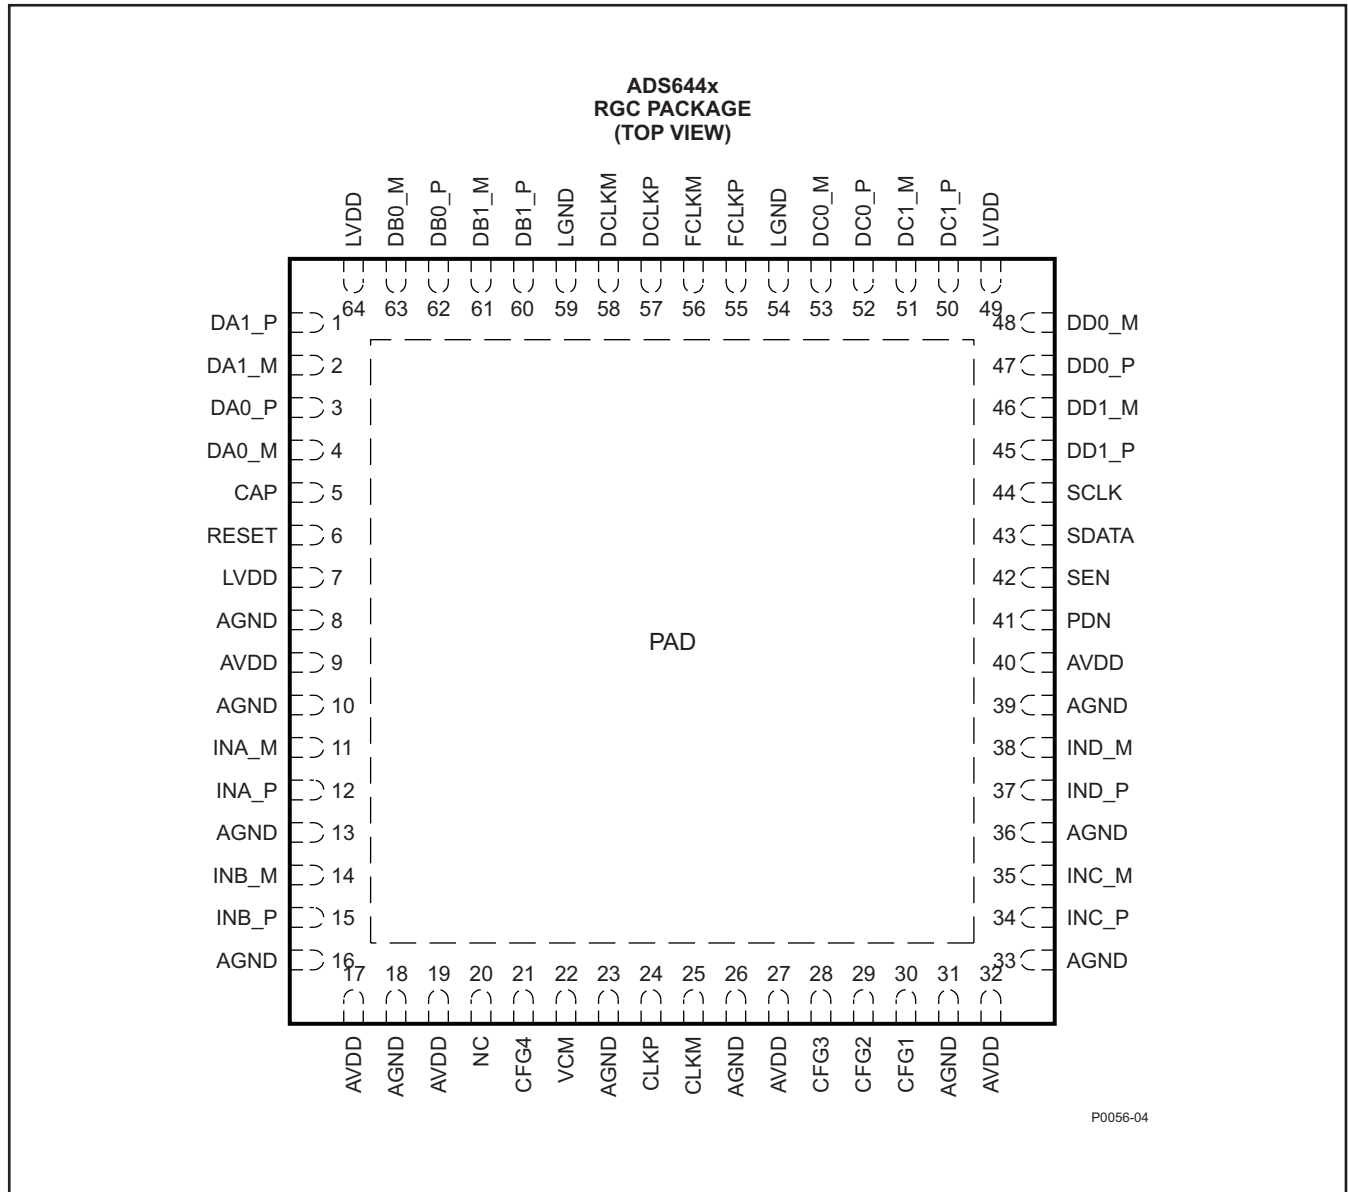 ADS644x
RGC PACKAGE
(TOP VIEW)
LVDD
DB0_M
DB0_P
DB1_M
DB1_P
LGND
DCLKM
DCLKP
FCLKM
FCLKP
LGND
DC0_M
DC0_P
DC1_M
DC1_P
LVDD
64 63 62 61 60 59 58 57 56 55 54 53 52 51 50 49
DA1_P 1 48 DD0_M
DA1_M 2 47 DD0_P
DA0_P 3 46 DD1_M
DA0_M 4 45 DD1_P
CAP 5 44 SCLK
RESET 6 43 SDATA
LVDD 7 42 SEN
AGND 8 41 PDN
PAD
AVDD 9 40 AVDD
AGND 10 39 AGND
INA_M 11 38 IND_M
INA_P 12 37 IND_P
AGND 13 36 AGND
INB_M 14 35 INC_M
INB_P 15 34 INC_P
AGND 16 33 AGND
17 18 19 20 21 22 23 24 25 26 27 28 29 30 31 32
AVDD
AGND
AVDD
NC
CFG4
VCM
AGND
CLKP
CLKM
AGND
AVDD
CFG3
CFG2
CFG1
AGND
AVDD
P0056-04